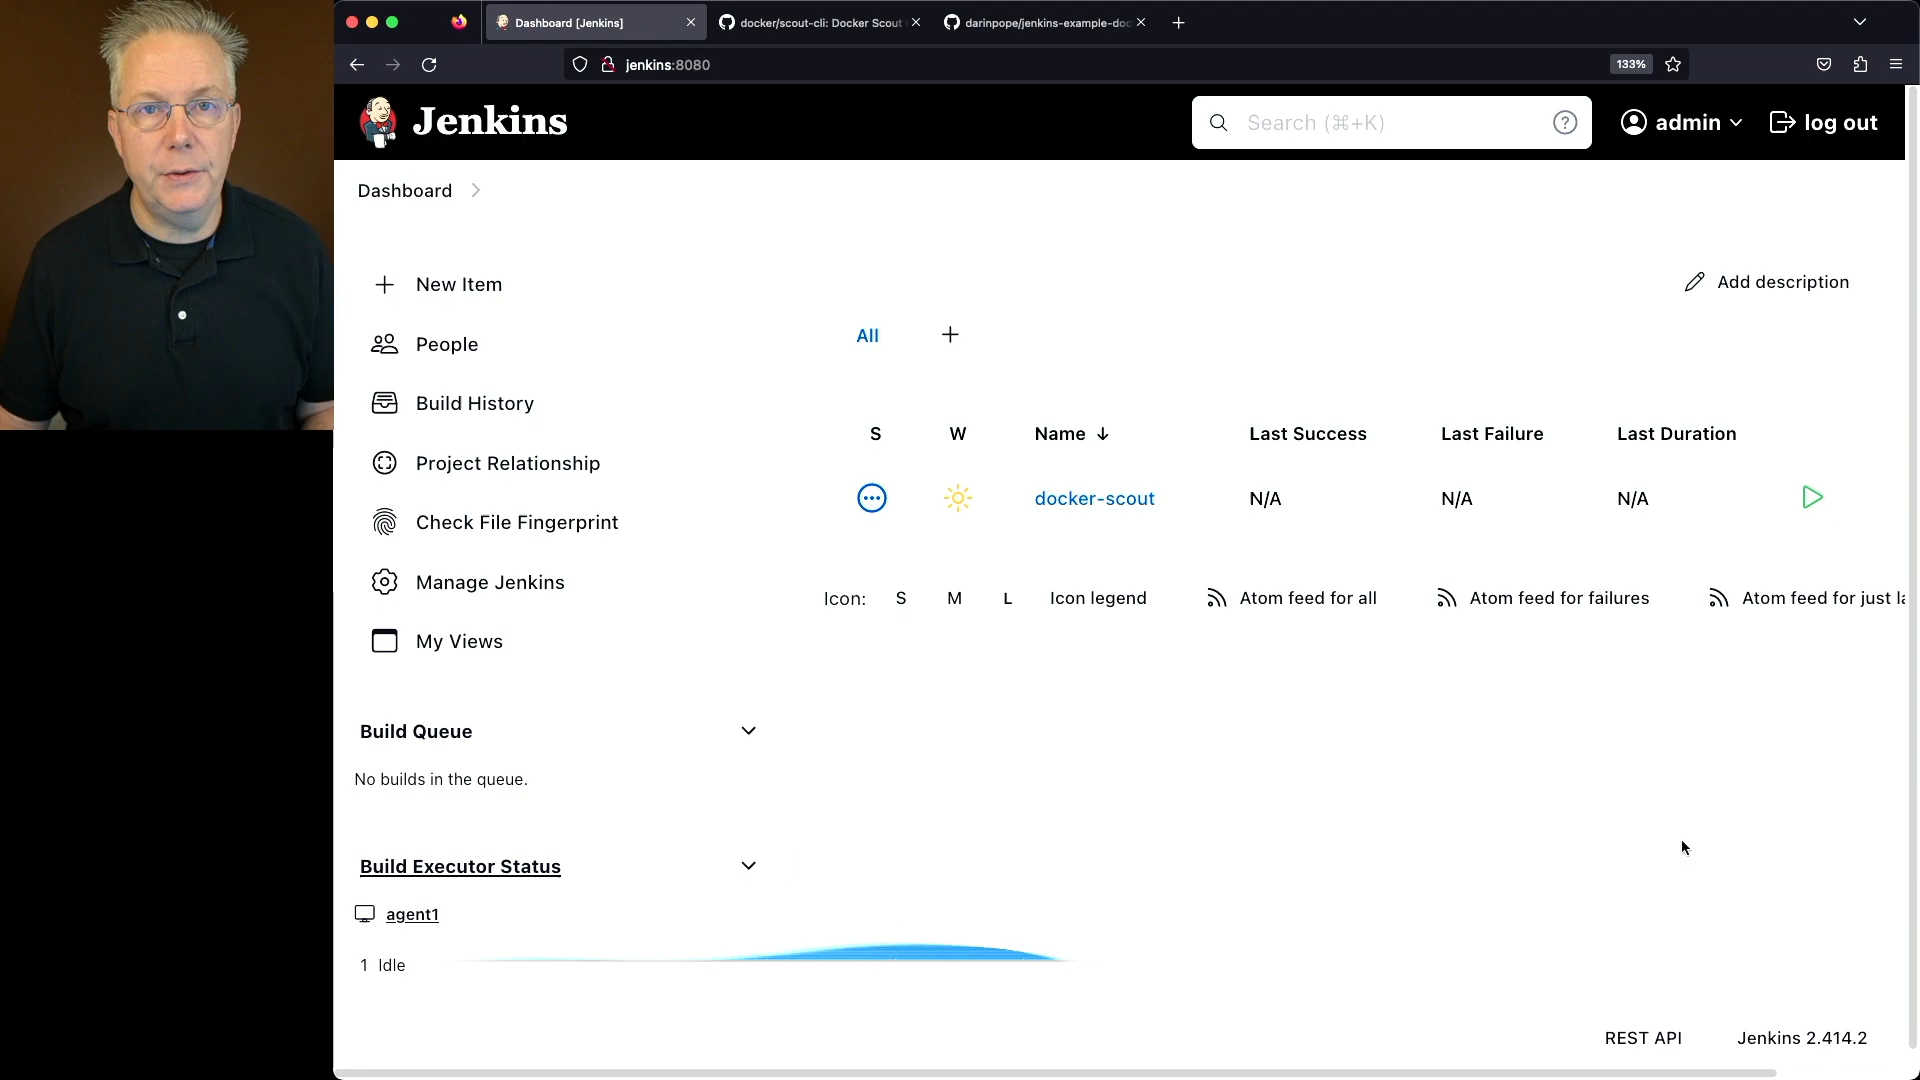 Dashboard [Jenkins]
docker/scout-cli: Docker Scout
darinpope/jenkins-example-doc
jenkins:8080
133%
Jenkins
Search (⌘+K)
admin
log out
Dashboard
New Item
Add description
People
All
Build History
S W Name ↓ Last Success Last Failure Last Duration
Project Relationship
docker-scout N/A N/A N/A
Check File Fingerprint
Manage Jenkins
Icon: S M L Icon legend Atom feed for all Atom feed for failures Atom feed for just
My Views
Build Queue
No builds in the queue.
Build Executor Status
agent1
1 Idle
REST API Jenkins 2.414.2